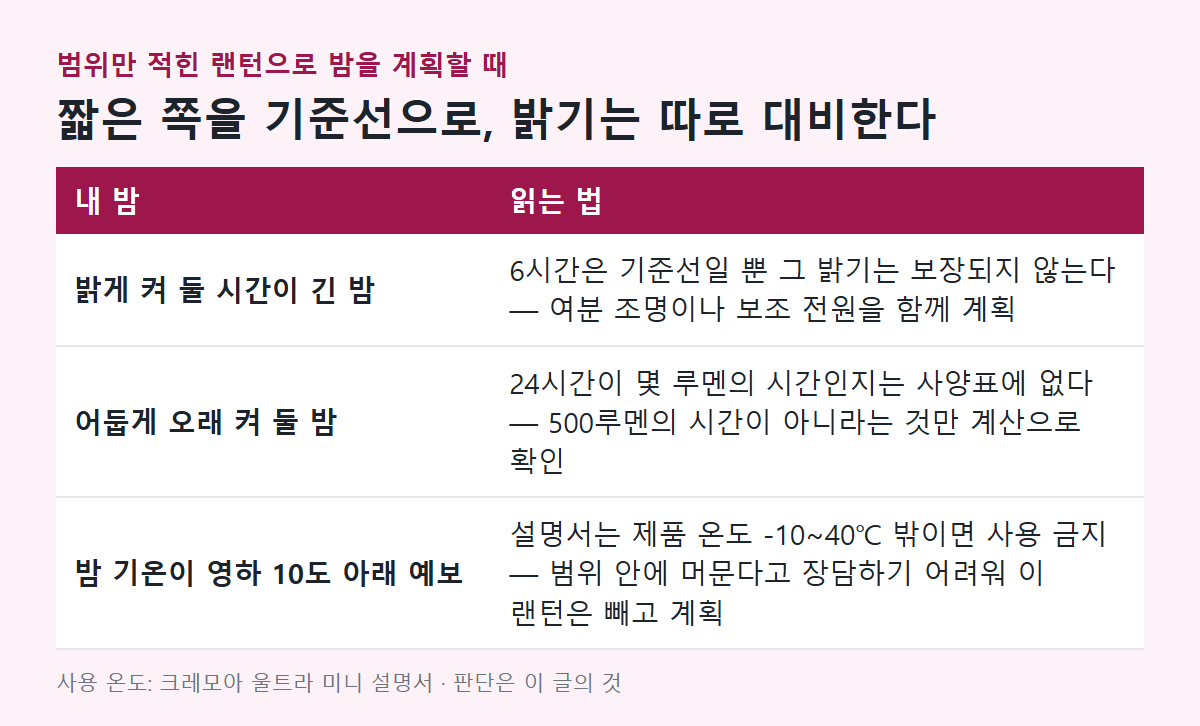 범위만 적힌 랜턴으로 밤을 계획할 때
짧은 쪽을 기준선으로, 밝기는 따로 대비한다
내 밤
읽는 법
밝게 켜 둘 시간이 긴 밤
6시간은 기준선일 뿐 그 밝기는 보장되지 않는다
— 여분 조명이나 보조 전원을 함께 계획
어둡게 오래 켜 둘 밤
24시간이 몇 루멘의 시간인지는 사양표에 없다
— 500루멘의 시간이 아니라는 것만 계산으로
확인
밤 기온이 영하 10도 아래 예보
설명서는 제품 온도 -10~40℃ 밖이면 사용 금지
— 범위 안에 머문다고 장담하기 어려워 이
랜턴은 빼고 계획
사용 온도: 크레모아 울트라 미니 설명서 · 판단은 이 글의 것